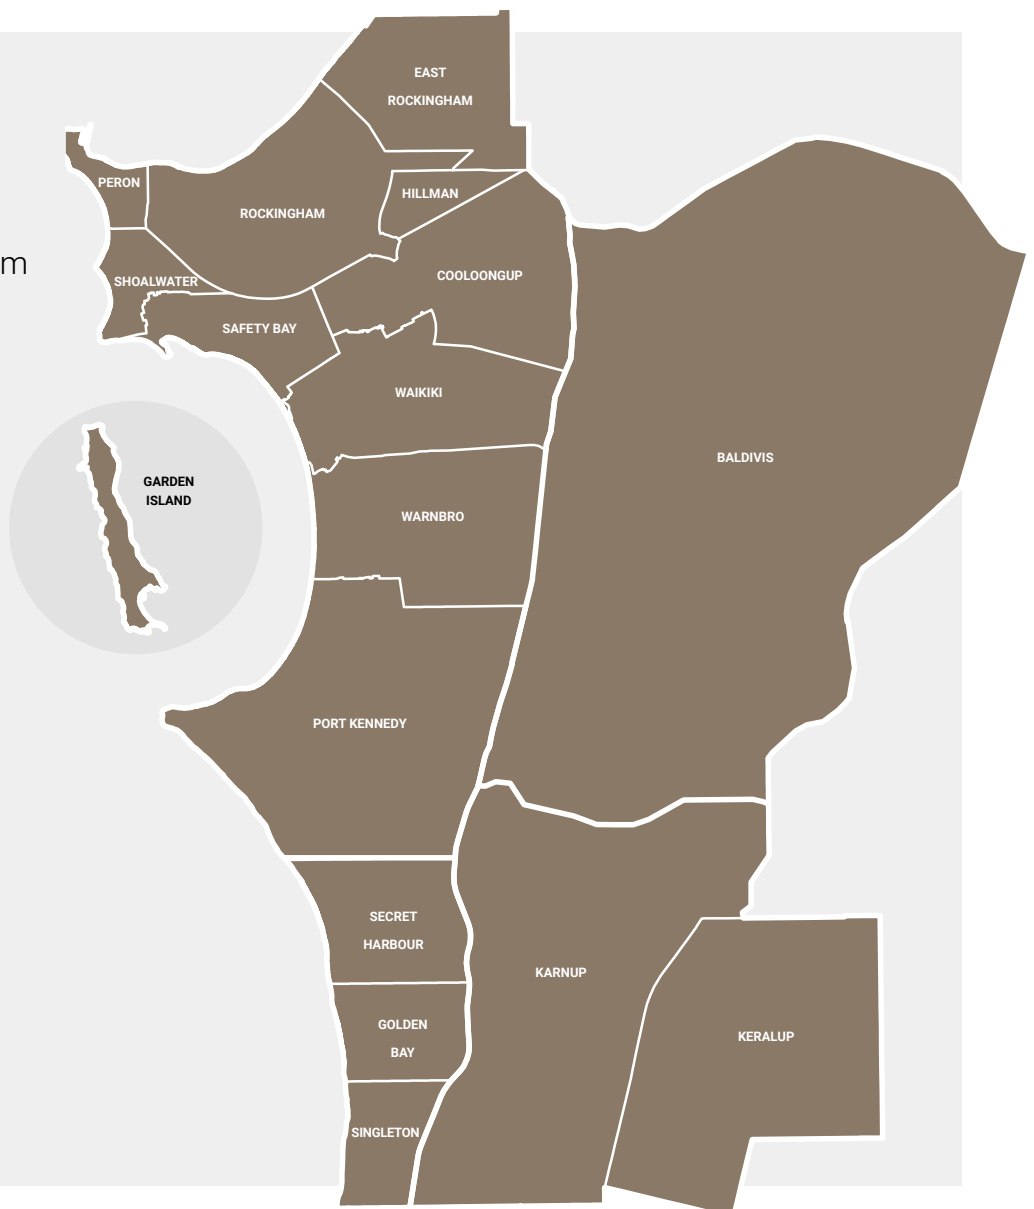 EAST
ROCKINGHAM
PERON
HILLMAN
ROCKINGHAM
m
COOLOONGUP
SHOALWATER
SAFETY BAY
WAIKIKI
BALDIVIS
GARDEN
ISLAND
WARNBRO
PORT KENNEDY
SECRET
HARBOUR
KARNUP
GOLDEN
BAY
KERALUP
SINGLETON